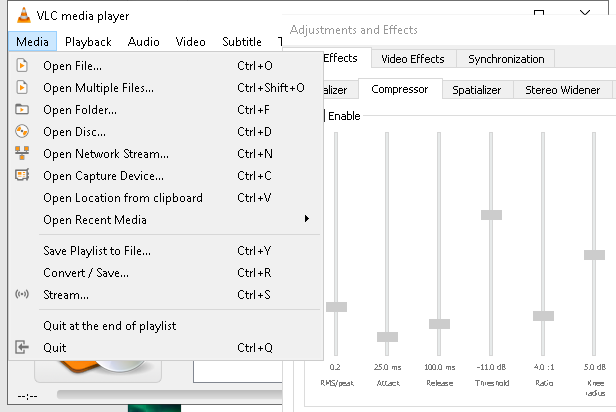 VLC media player
Media Playback Audio Video Subtitle T
Open File... Ctrl+O
Open Multiple Files... Ctrl+Shift+O
Open Folder... Ctrl+F
Open Disc... Ctrl+D
Open Network Stream... Ctrl+N
Open Capture Device... Ctrl+C
Open Location from clipboard Ctrl+V
Open Recent Media
Save Playlist to File... Ctrl+Y
Convert / Save... Ctrl+R
Stream... Ctrl+S
Quit at the end of playlist
Quit Ctrl+Q
--:--
Adjustments and Effects
Effects Video Effects Synchronization
alizer Compressor Spatializer Stereo Widener
Enable
0.2 25.0 ms 100.0 ms -11.0 dB 4.0 :1 5.0 dB
RMS/peak Attack Release Threshold Ratio Knee
radius